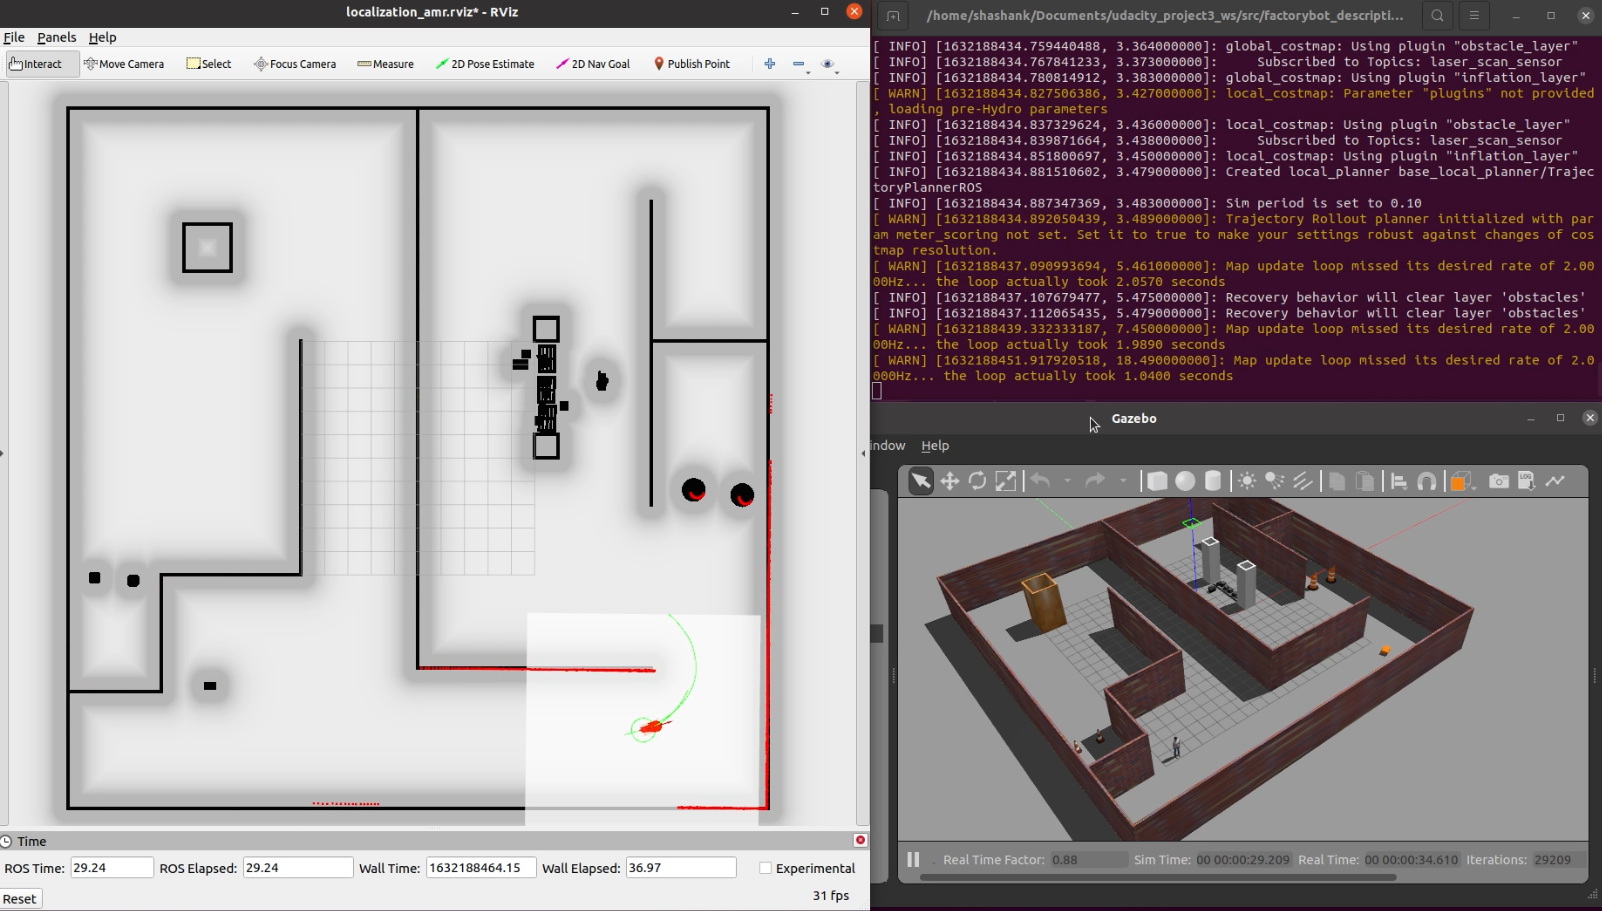 localization_amr.rviz* - RViz
File Panels Help
Interact Move Camera Select Focus Camera Measure 2D Pose Estimate 2D Nav Goal Publish Point
Time
ROS Time: 29.24 ROS Elapsed: 29.24 Wall Time: 1632188464.15 Wall Elapsed: 36.97 Experimental
Reset 31 fps
/home/shashank/Documents/udacity_project3_ws/src/factorybot_descripti...
[ INFO] [1632188434.759440488, 3.364000000]: global_costmap: Using plugin "obstacle_layer"
[ INFO] [1632188434.767841233, 3.373000000]:     Subscribed to Topics: laser_scan_sensor
[ INFO] [1632188434.780814912, 3.383000000]: global_costmap: Using plugin "inflation_layer"
[ WARN] [1632188434.827506386, 3.427000000]: local_costmap: Parameter "plugins" not provided
, loading pre-Hydro parameters
[ INFO] [1632188434.837329624, 3.436000000]: local_costmap: Using plugin "obstacle_layer"
[ INFO] [1632188434.839871664, 3.438000000]:     Subscribed to Topics: laser_scan_sensor
[ INFO] [1632188434.851800697, 3.450000000]: local_costmap: Using plugin "inflation_layer"
[ INFO] [1632188434.881510602, 3.479000000]: Created local_planner base_local_planner/Trajec
toryPlannerROS
[ INFO] [1632188434.887347369, 3.483000000]: Sim period is set to 0.10
[ WARN] [1632188434.892050439, 3.489000000]: Trajectory Rollout planner initialized with par
am meter_scoring not set. Set it to true to make your settings robust against changes of cos
tmap resolution.
[ WARN] [1632188437.090993694, 5.461000000]: Map update loop missed its desired rate of 2.00
00Hz... the loop actually took 2.0570 seconds
[ INFO] [1632188437.107679477, 5.475000000]: Recovery behavior will clear layer 'obstacles'
[ INFO] [1632188437.112065435, 5.479000000]: Recovery behavior will clear layer 'obstacles'
[ WARN] [1632188439.332333187, 7.450000000]: Map update loop missed its desired rate of 2.00
00Hz... the loop actually took 1.9890 seconds
[ WARN] [1632188451.917920518, 18.490000000]: Map update loop missed its desired rate of 2.0
000Hz... the loop actually took 1.0400 seconds
Gazebo
indow Help
LOG
Real Time Factor: 0.88 Sim Time: 00 00:00:29.209 Real Time: 00 00:00:34.610 Iterations: 29209